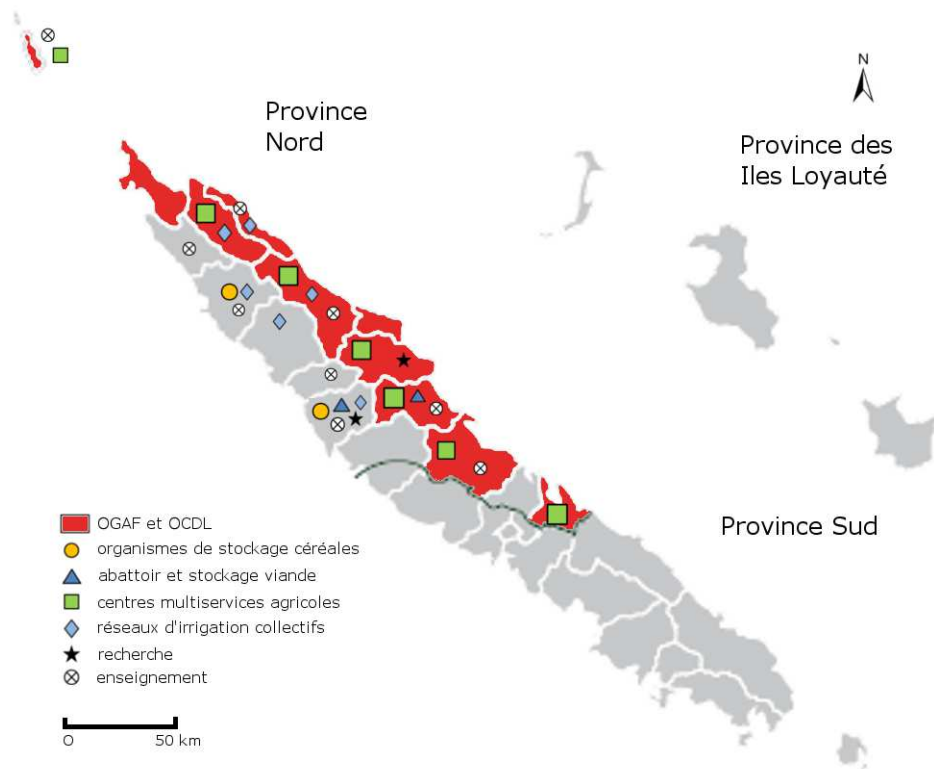 N
Province
Nord
Province des
Iles Loyauté
Province Sud
OGAF et OCDL
organismes de stockage céréales
abattoir et stockage viande
centres multiservices agricoles
réseaux d'irrigation collectifs
recherche
enseignement
0 50 km